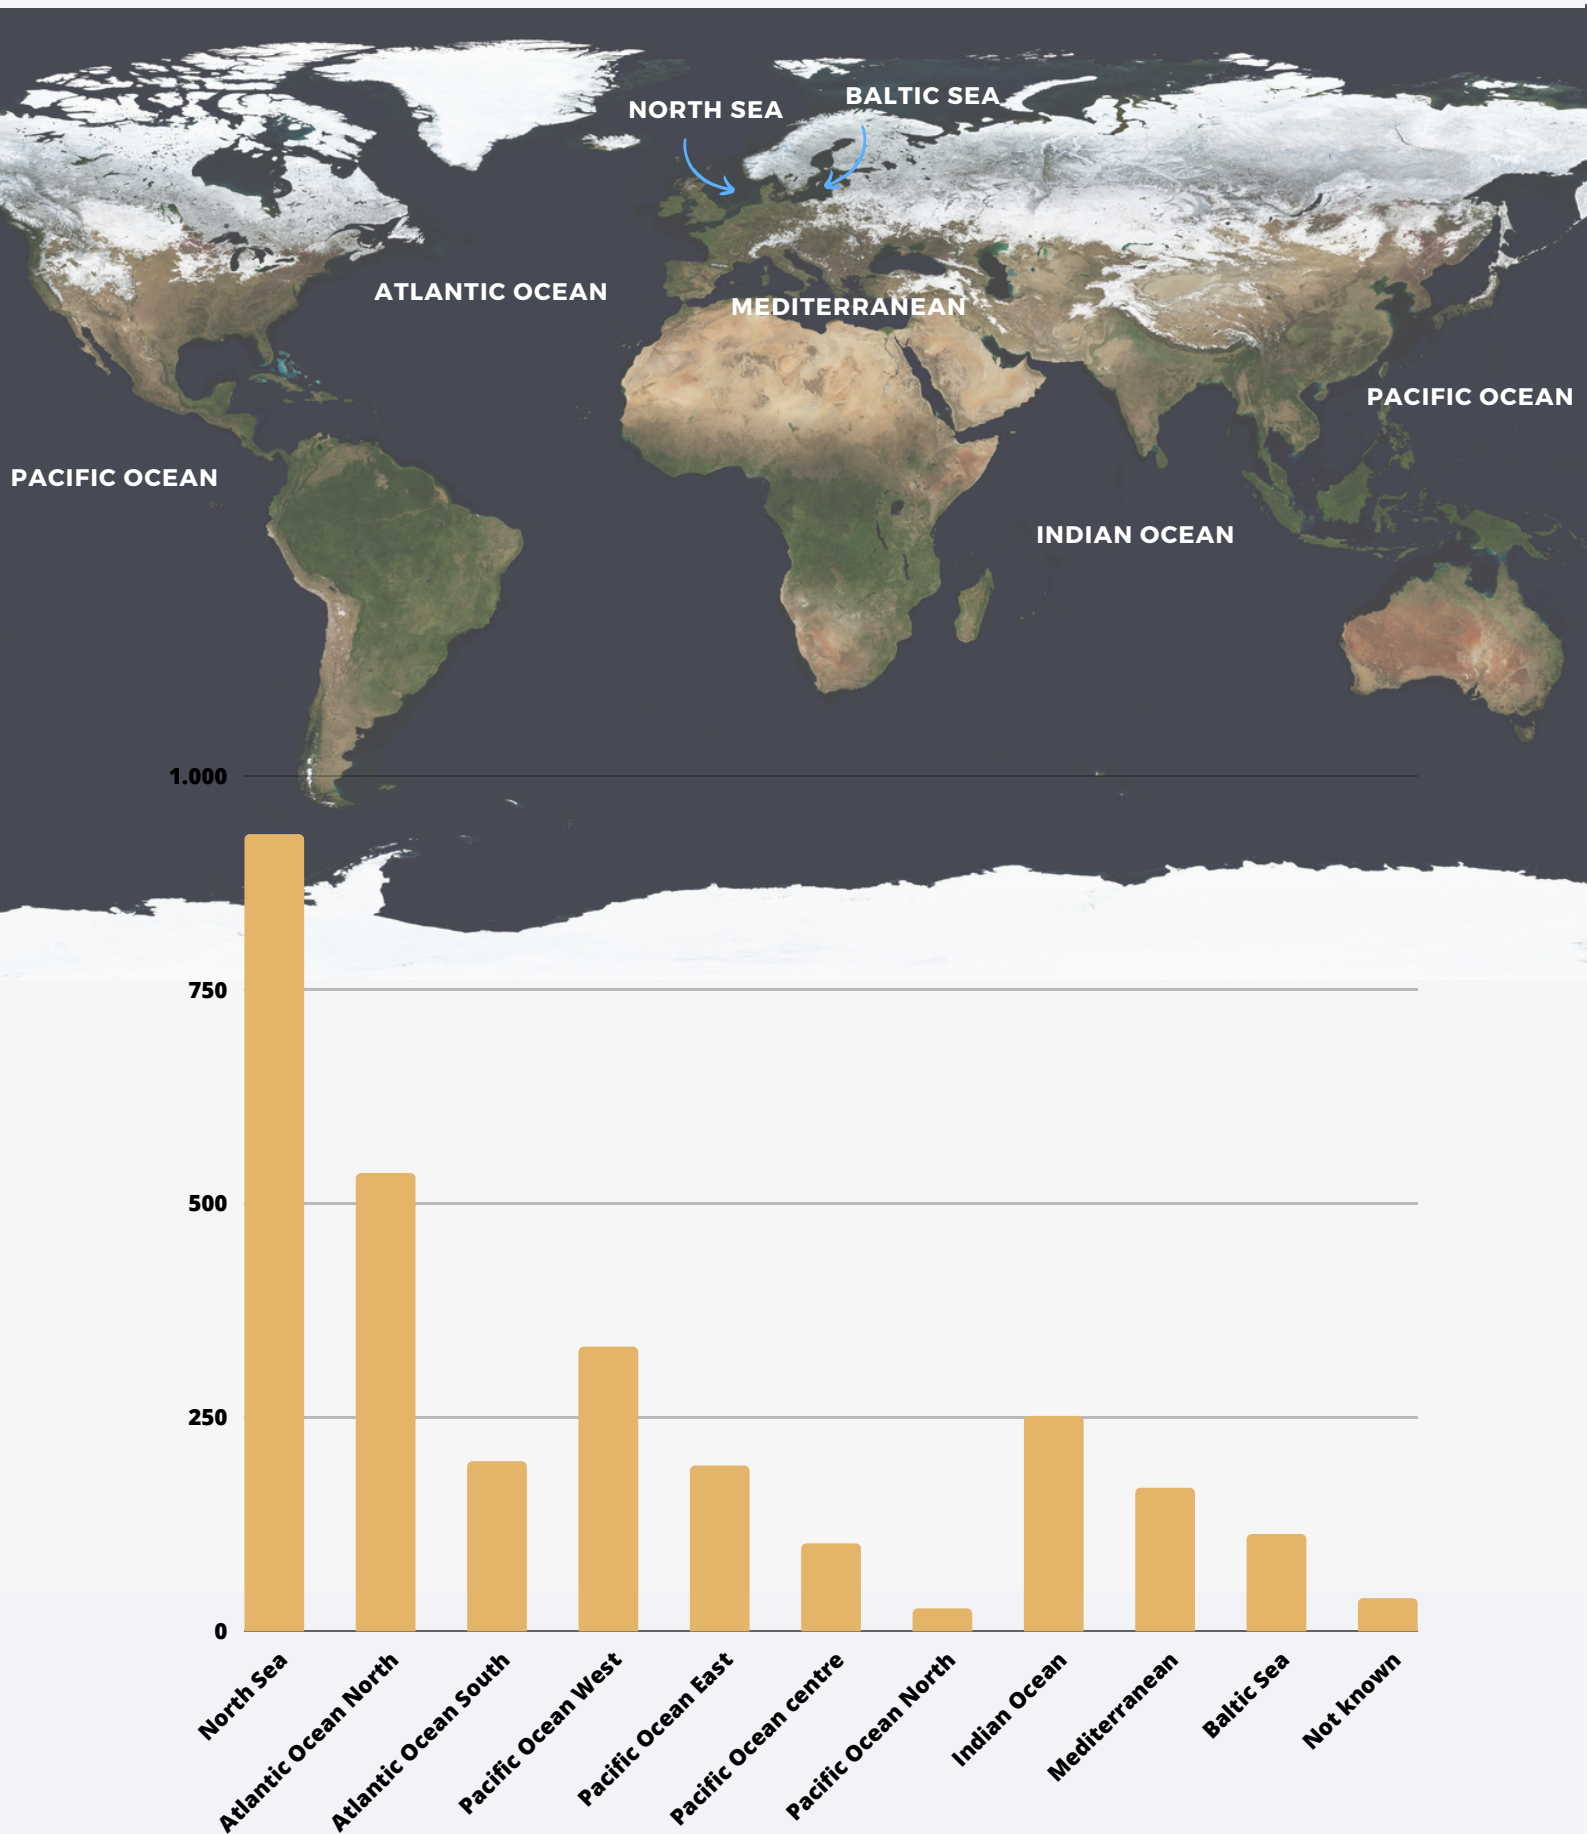 NORTH SEA
BALTIC SEA
ATLANTIC OCEAN
MEDITERRANEAN
PACIFIC OCEAN
PACIFIC OCEAN
INDIAN OCEAN
1.000
750
500
250
0
North Sea
Atlantic Ocean North
Atlantic Ocean South
Pacific Ocean West
Pacific Ocean East
Pacific Ocean centre
Pacific Ocean North
Indian Ocean
Mediterranean
Baltic Sea
Not known